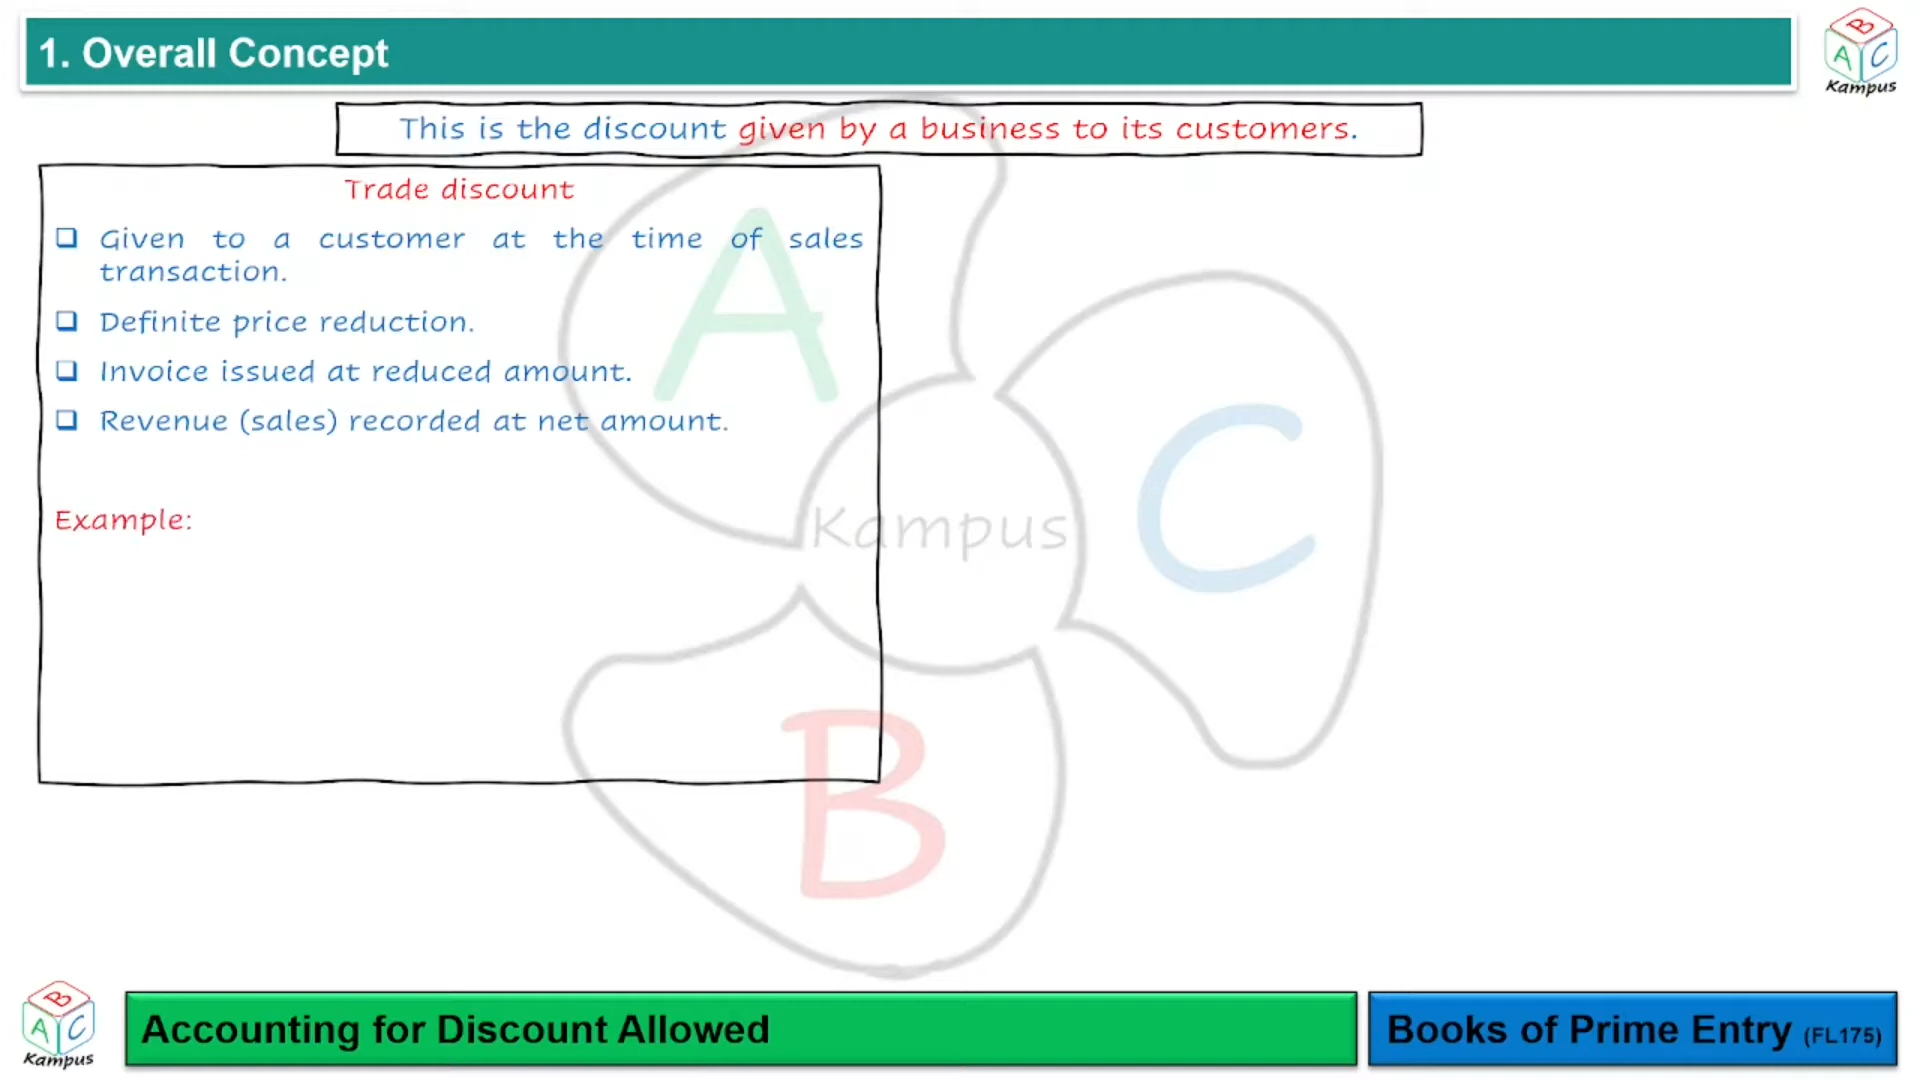 1. Overall Concept
B
A C
Kampus
This is the discount given by a business to its customers.
Trade discount
❑ Given to a customer at the time of sales
transaction.
❑ Definite price reduction.
❑ Invoice issued at reduced amount.
❑ Revenue (sales) recorded at net amount.
Example:
A
C
Kampus
B
B
A C
Kampus
Accounting for Discount Allowed
Books of Prime Entry (FL175)